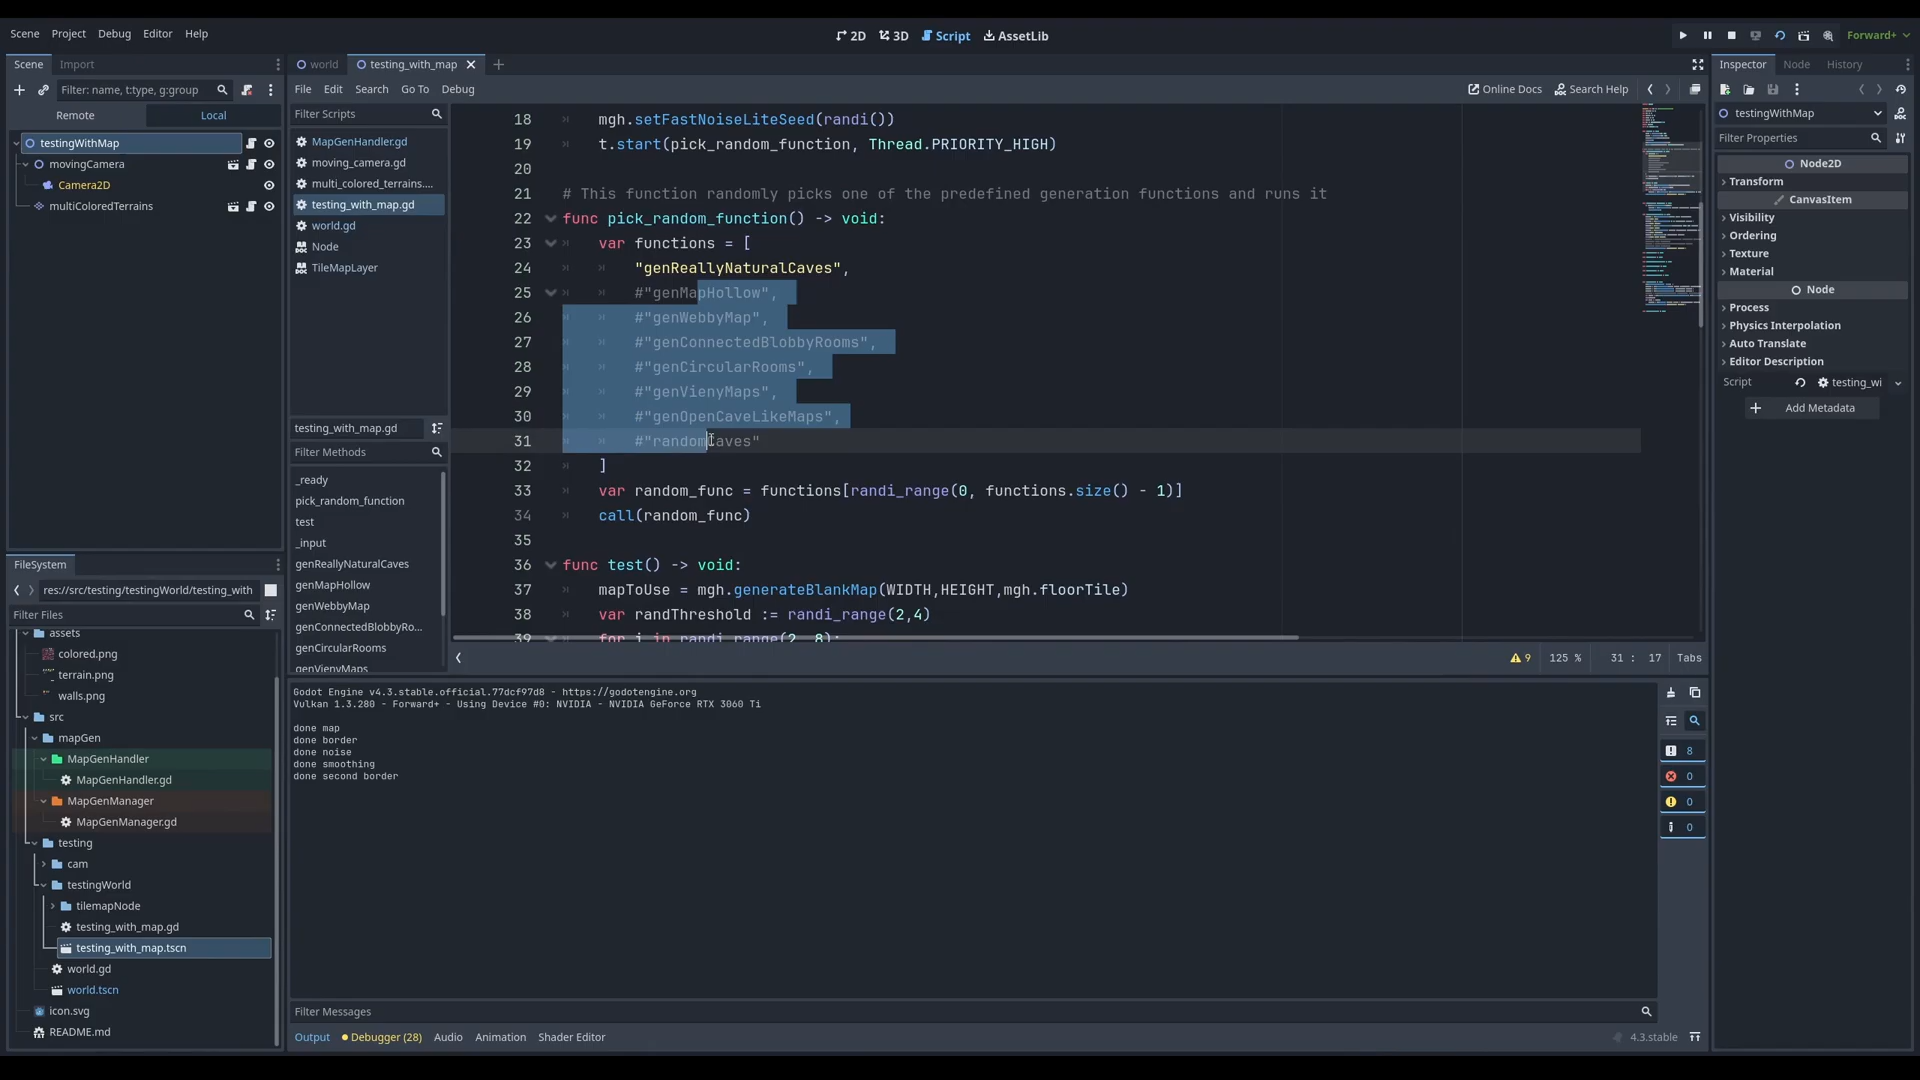 Scene Project Debug Editor Help
2D 3D Script AssetLib
Forward+
Scene Import
Filter: name, t:type, g:group
Remote Local
testingWithMap
movingCamera
Camera2D
multiColoredTerrains
FileSystem
res://src/testing/testingWorld/testing_with
Filter Files
assets
colored.png
terrain.png
walls.png
src
mapGen
MapGenHandler
MapGenHandler.gd
MapGenManager
MapGenManager.gd
testing
cam
testingWorld
tilemapNode
testing_with_map.gd
testing_with_map.tscn
world.gd
world.tscn
icon.svg
README.md
world testing_with_map
File Edit Search Go To Debug
Online Docs Search Help
Filter Scripts
MapGenHandler.gd
moving_camera.gd
multi_colored_terrains....
testing_with_map.gd
world.gd
Node
TileMapLayer
testing_with_map.gd
Filter Methods
_ready
pick_random_function
test
_input
genReallyNaturalCaves
genMapHollow
genWebbyMap
genConnectedBlobbyRo...
genCircularRooms
genVienyMaps
18 mgh.setFastNoiseLiteSeed(randi())
19 t.start(pick_random_function, Thread.PRIORITY_HIGH)
20
21 # This function randomly picks one of the predefined generation functions and runs it
22 func pick_random_function() -> void:
23 var functions = [
24 "genReallyNaturalCaves",
25 #"genMapHollow",
26 #"genWebbyMap",
27 #"genConnectedBlobbyRooms",
28 #"genCircularRooms",
29 #"genVienyMaps",
30 #"genOpenCaveLikeMaps",
31 #"randomCaves"
32 ]
33 var random_func = functions[randi_range(0, functions.size() - 1)]
34 call(random_func)
35
36 func test() -> void:
37 mapToUse = mgh.generateBlankMap(WIDTH,HEIGHT,mgh.floorTile)
38 var randThreshold := randi_range(2,4)
39 for i in randi_range(2, 8):
9 125 % 31 : 17 Tabs
Godot Engine v4.3.stable.official.77dcf97d8 - https://godotengine.org
Vulkan 1.3.280 - Forward+ - Using Device #0: NVIDIA - NVIDIA GeForce RTX 3060 Ti
done map
done border
done noise
done smoothing
done second border
8
0
0
0
Filter Messages
Output Debugger (28) Audio Animation Shader Editor
4.3.stable
Inspector Node History
testingWithMap
Filter Properties
Node2D
Transform
CanvasItem
Visibility
Ordering
Texture
Material
Node
Process
Physics Interpolation
Auto Translate
Editor Description
Script testing_wi
Add Metadata